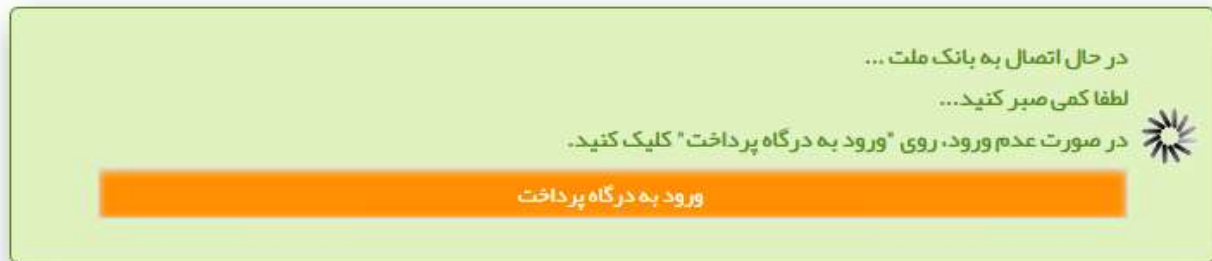 در حال اتصال به بانک ملت ...
لطفا کمی صبر کنید...
در صورت عدم ورود، روی "ورود به درگاه پرداخت" کلیک کنید.
ورود به درگاه پرداخت